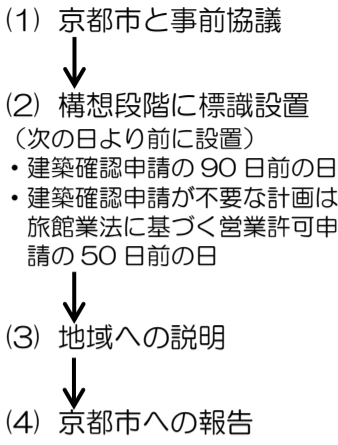 (1) 京都市と事前協議
(2) 構想段階に標識設置
（次の日より前に設置）
・建築確認申請の 90 日前の日
・建築確認申請が不要な計画は
旅館業法に基づく営業許可申
請の 50 日前の日
(3) 地域への説明
(4) 京都市への報告